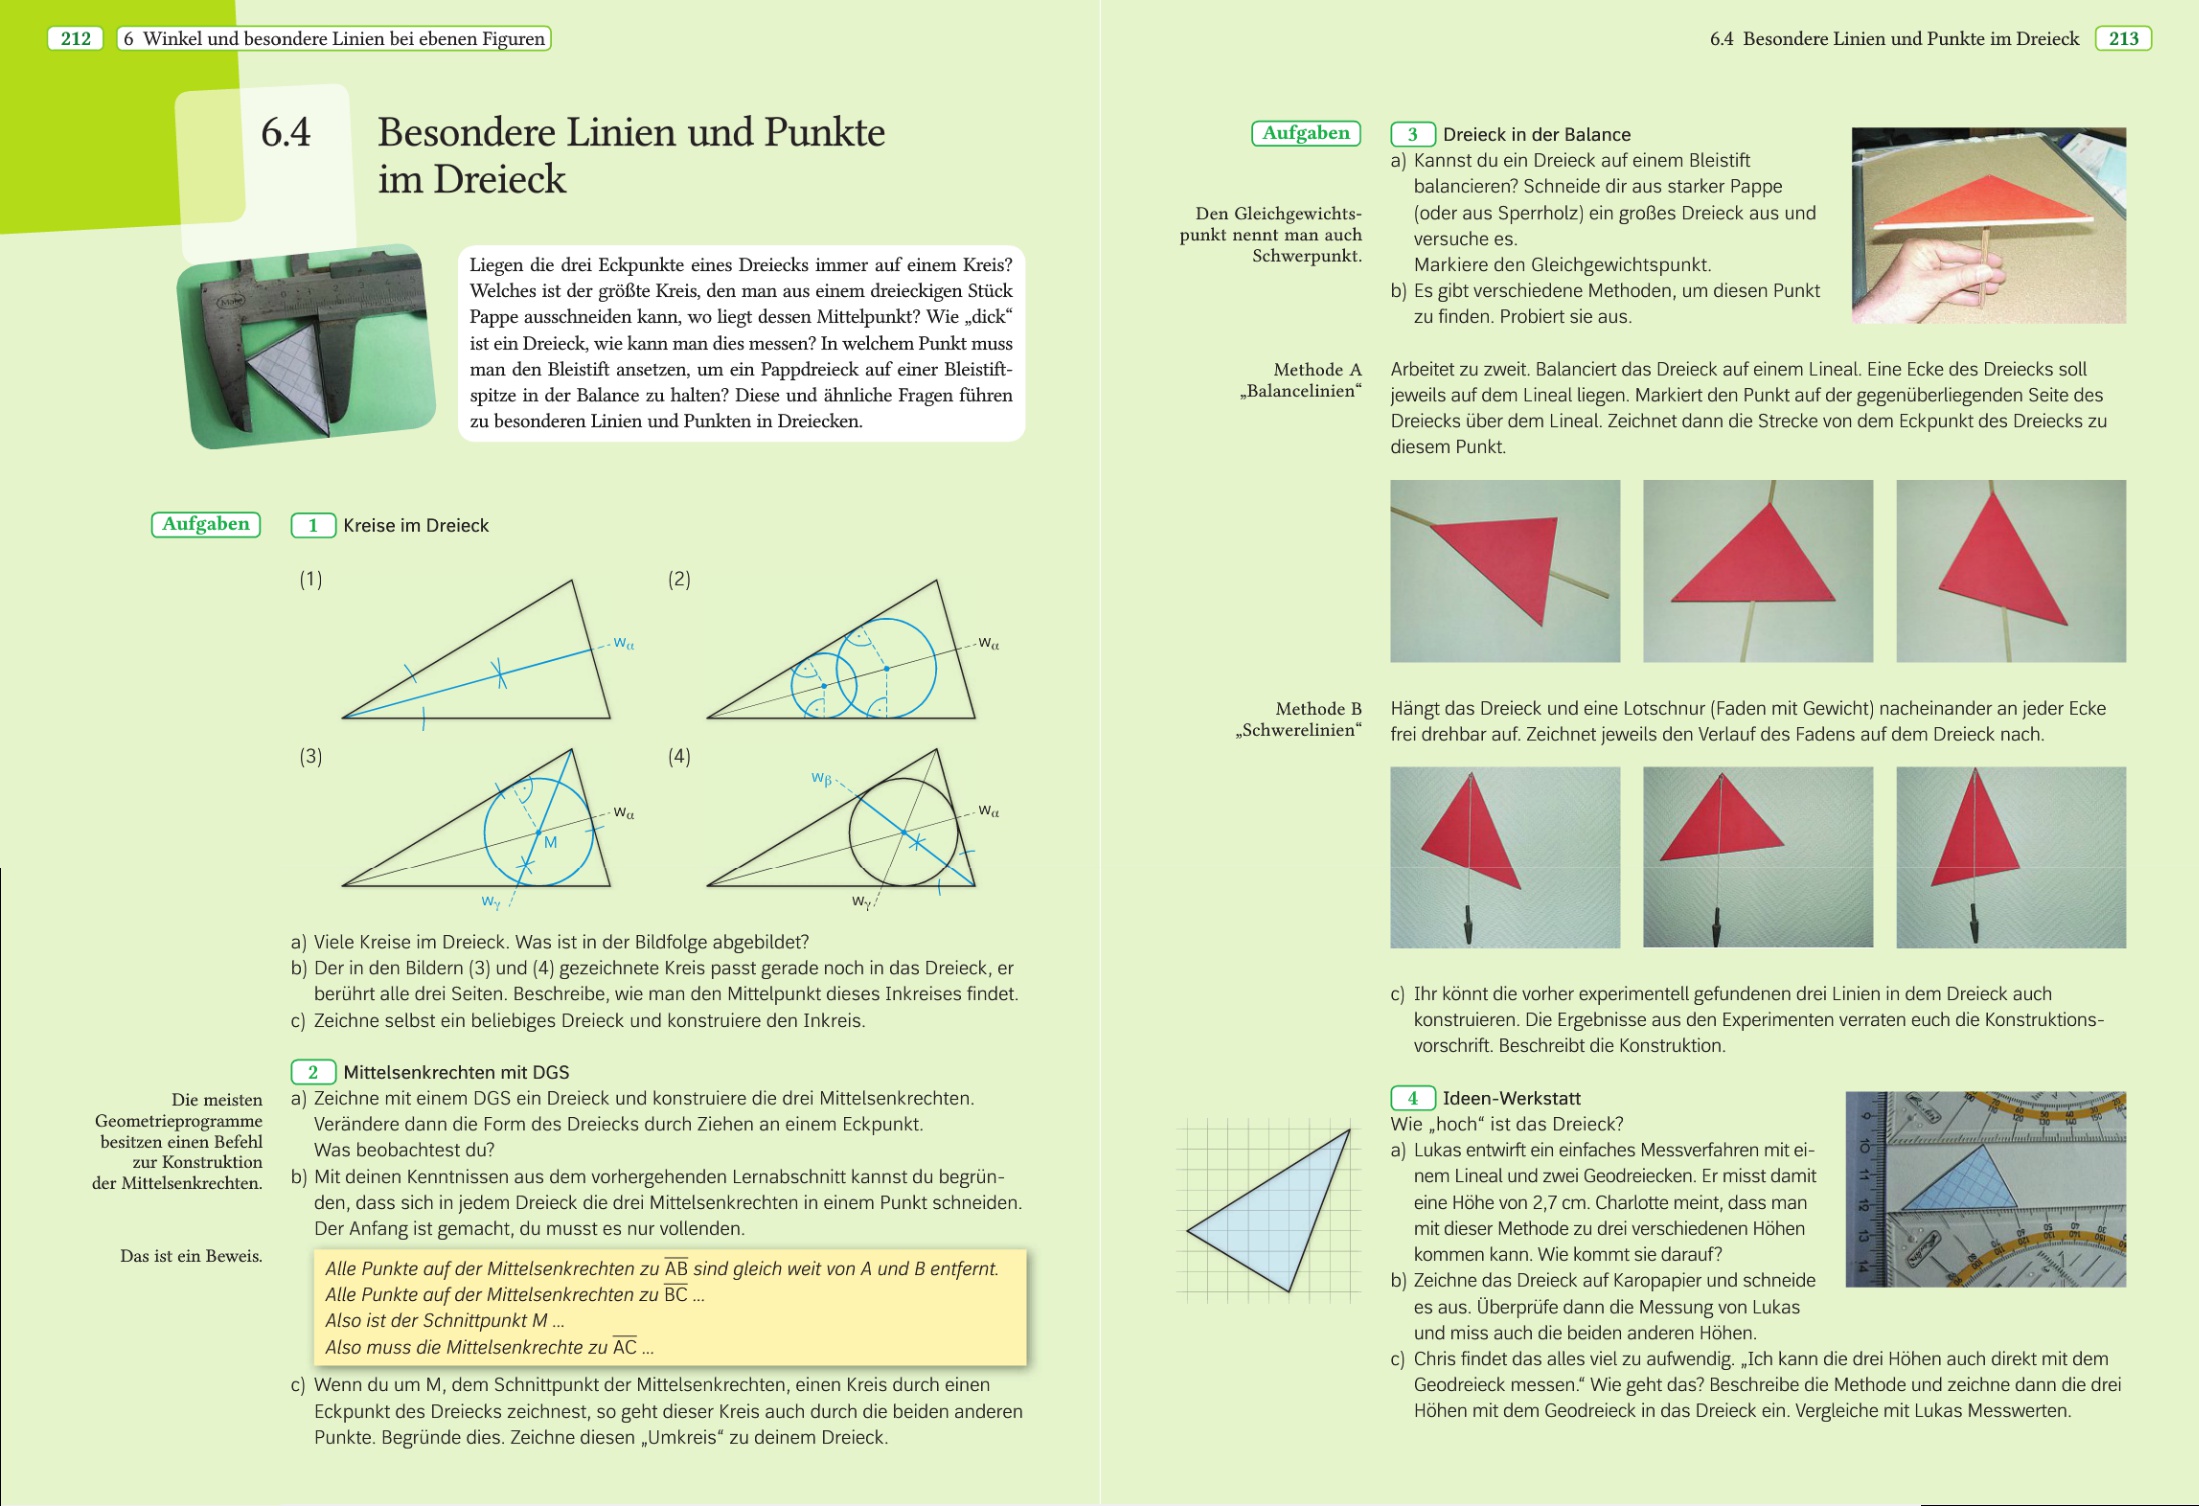 212
6 Winkel und besondere Linien bei ebenen Figuren
6.4
Besondere Linien und Punkte
im Dreieck
Liegen die drei Eckpunkte eines Dreiecks immer auf einem Kreis?
Welches ist der größte Kreis, den man aus einem dreieckigen Stück
Pappe ausschneiden kann, wo liegt dessen Mittelpunkt? Wie „dick“
ist ein Dreieck, wie kann man dies messen? In welchem Punkt muss
man den Bleistift ansetzen, um ein Pappdreieck auf einer Bleistift-
spitze in der Balance zu halten? Diese und ähnliche Fragen führen
zu besonderen Linien und Punkten in Dreiecken.
Aufgaben
1 Kreise im Dreieck
(1)
wα
(2)
wα
(3)
wα
M
wγ
(4)
wβ
wα
wγ
a) Viele Kreise im Dreieck. Was ist in der Bildfolge abgebildet?
b) Der in den Bildern (3) und (4) gezeichnete Kreis passt gerade noch in das Dreieck, er
berührt alle drei Seiten. Beschreibe, wie man den Mittelpunkt dieses Inkreises findet.
c) Zeichne selbst ein beliebiges Dreieck und konstruiere den Inkreis.
2 Mittelsenkrechten mit DGS
Die meisten
Geometrieprogramme
besitzen einen Befehl
zur Konstruktion
der Mittelsenkrechten.
a) Zeichne mit einem DGS ein Dreieck und konstruiere die drei Mittelsenkrechten.
Verändere dann die Form des Dreiecks durch Ziehen an einem Eckpunkt.
Was beobachtest du?
b) Mit deinen Kenntnissen aus dem vorhergehenden Lernabschnitt kannst du begrün-
den, dass sich in jedem Dreieck die drei Mittelsenkrechten in einem Punkt schneiden.
Der Anfang ist gemacht, du musst es nur vollenden.
Das ist ein Beweis.
Alle Punkte auf der Mittelsenkrechten zu A̅B̅ sind gleich weit von A und B entfernt.
Alle Punkte auf der Mittelsenkrechten zu B̅C̅ ...
Also ist der Schnittpunkt M ...
Also muss die Mittelsenkrechte zu A̅C̅ ...
c) Wenn du um M, dem Schnittpunkt der Mittelsenkrechten, einen Kreis durch einen
Eckpunkt des Dreiecks zeichnest, so geht dieser Kreis auch durch die beiden anderen
Punkte. Begründe dies. Zeichne diesen „Umkreis“ zu deinem Dreieck.
6.4 Besondere Linien und Punkte im Dreieck
213
Aufgaben
3 Dreieck in der Balance
a) Kannst du ein Dreieck auf einem Bleistift
balancieren? Schneide dir aus starker Pappe
(oder aus Sperrholz) ein großes Dreieck aus und
versuche es.
Markiere den Gleichgewichtspunkt.
Den Gleichgewichts-
punkt nennt man auch
Schwerpunkt.
b) Es gibt verschiedene Methoden, um diesen Punkt
zu finden. Probiert sie aus.
Methode A
„Balancelinien“
Arbeitet zu zweit. Balanciert das Dreieck auf einem Lineal. Eine Ecke des Dreiecks soll
jeweils auf dem Lineal liegen. Markiert den Punkt auf der gegenüberliegenden Seite des
Dreiecks über dem Lineal. Zeichnet dann die Strecke von dem Eckpunkt des Dreiecks zu
diesem Punkt.
Methode B
„Schwerelinien“
Hängt das Dreieck und eine Lotschnur (Faden mit Gewicht) nacheinander an jeder Ecke
frei drehbar auf. Zeichnet jeweils den Verlauf des Fadens auf dem Dreieck nach.
c) Ihr könnt die vorher experimentell gefundenen drei Linien in dem Dreieck auch
konstruieren. Die Ergebnisse aus den Experimenten verraten euch die Konstruktions-
vorschrift. Beschreibt die Konstruktion.
4 Ideen-Werkstatt
Wie „hoch“ ist das Dreieck?
a) Lukas entwirft ein einfaches Messverfahren mit ei-
nem Lineal und zwei Geodreiecken. Er misst damit
eine Höhe von 2,7 cm. Charlotte meint, dass man
mit dieser Methode zu drei verschiedenen Höhen
kommen kann. Wie kommt sie darauf?
b) Zeichne das Dreieck auf Karopapier und schneide
es aus. Überprüfe dann die Messung von Lukas
und miss auch die beiden anderen Höhen.
c) Chris findet das alles viel zu aufwendig. „Ich kann die drei Höhen auch direkt mit dem
Geodreieck messen.“ Wie geht das? Beschreibe die Methode und zeichne dann die drei
Höhen mit dem Geodreieck in das Dreieck ein. Vergleiche mit Lukas Messwerten.
9
10
11
12
13
14